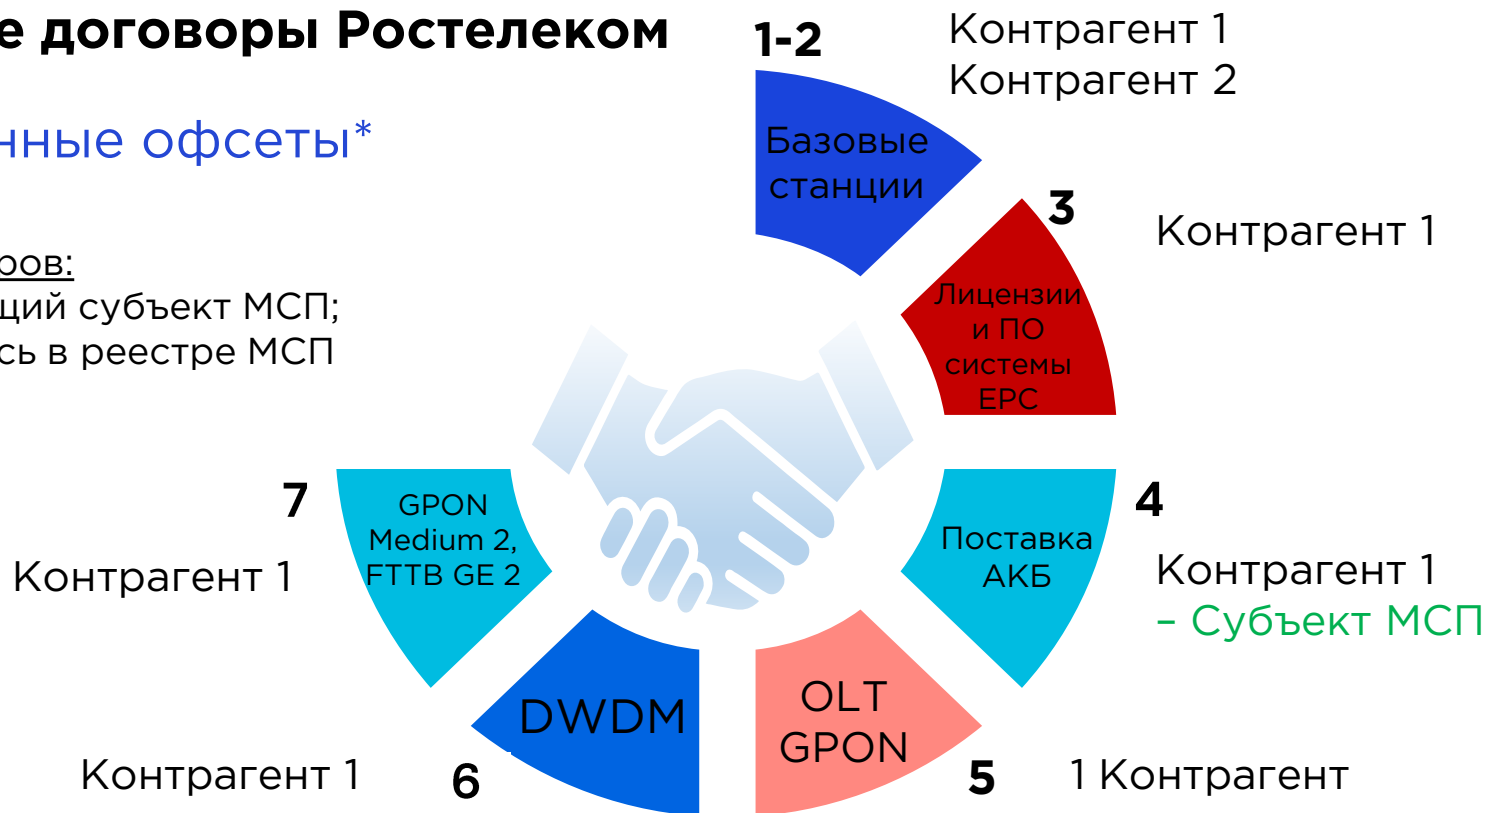 е договоры Ростелеком
нные офсеты*
ров:
щий субъект МСП;
сь в реестре МСП
1-2
Контрагент 1
Контрагент 2
Базовые
станции
3
Контрагент 1
Лицензии
и ПО
системы
EPC
4
Поставка
АКБ
Контрагент 1
– Субъект МСП
5
OLT
GPON
1 Контрагент
6
DWDM
Контрагент 1
7
GPON
Medium 2,
FTTB GE 2
Контрагент 1